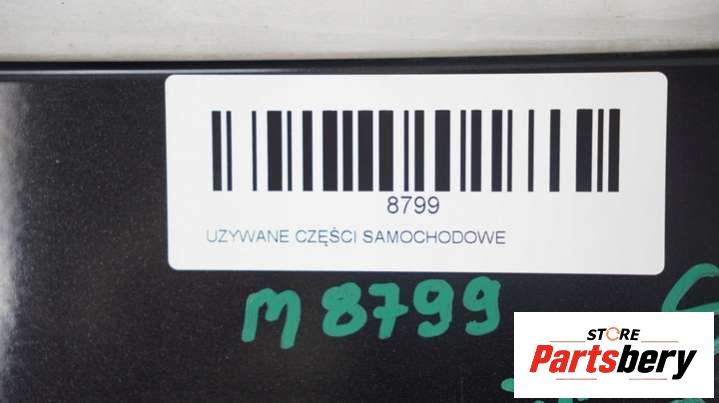 8799
UZYWANE CZĘŚCI SAMOCHODOWE
M 8799
STORE
Partsbery